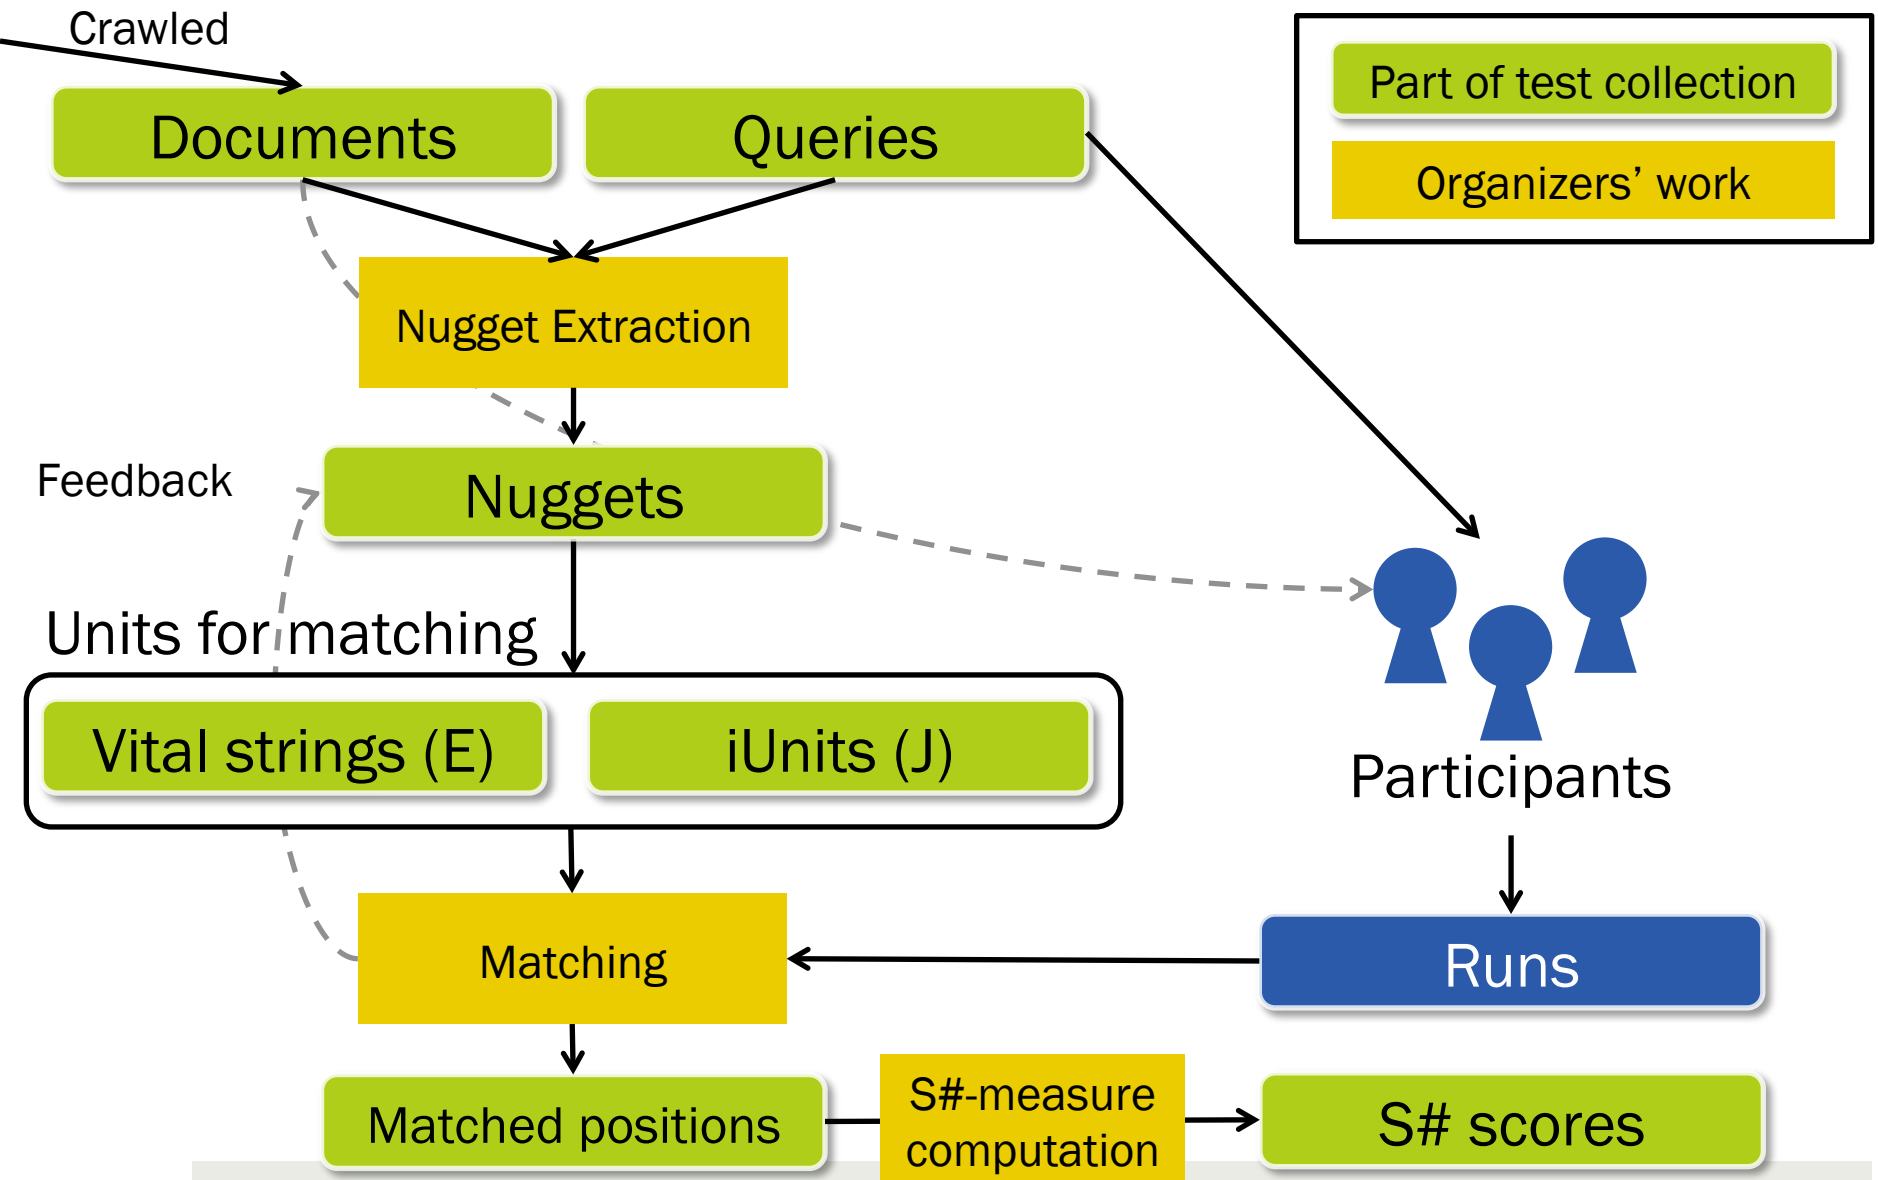 Crawled
Documents
Queries
Part of test collection
Organizers’ work
Nugget Extraction
Feedback
Nuggets
Units for matching
Vital strings (E)
iUnits (J)
Participants
Matching
Runs
Matched positions
S#-measure
computation
S# scores